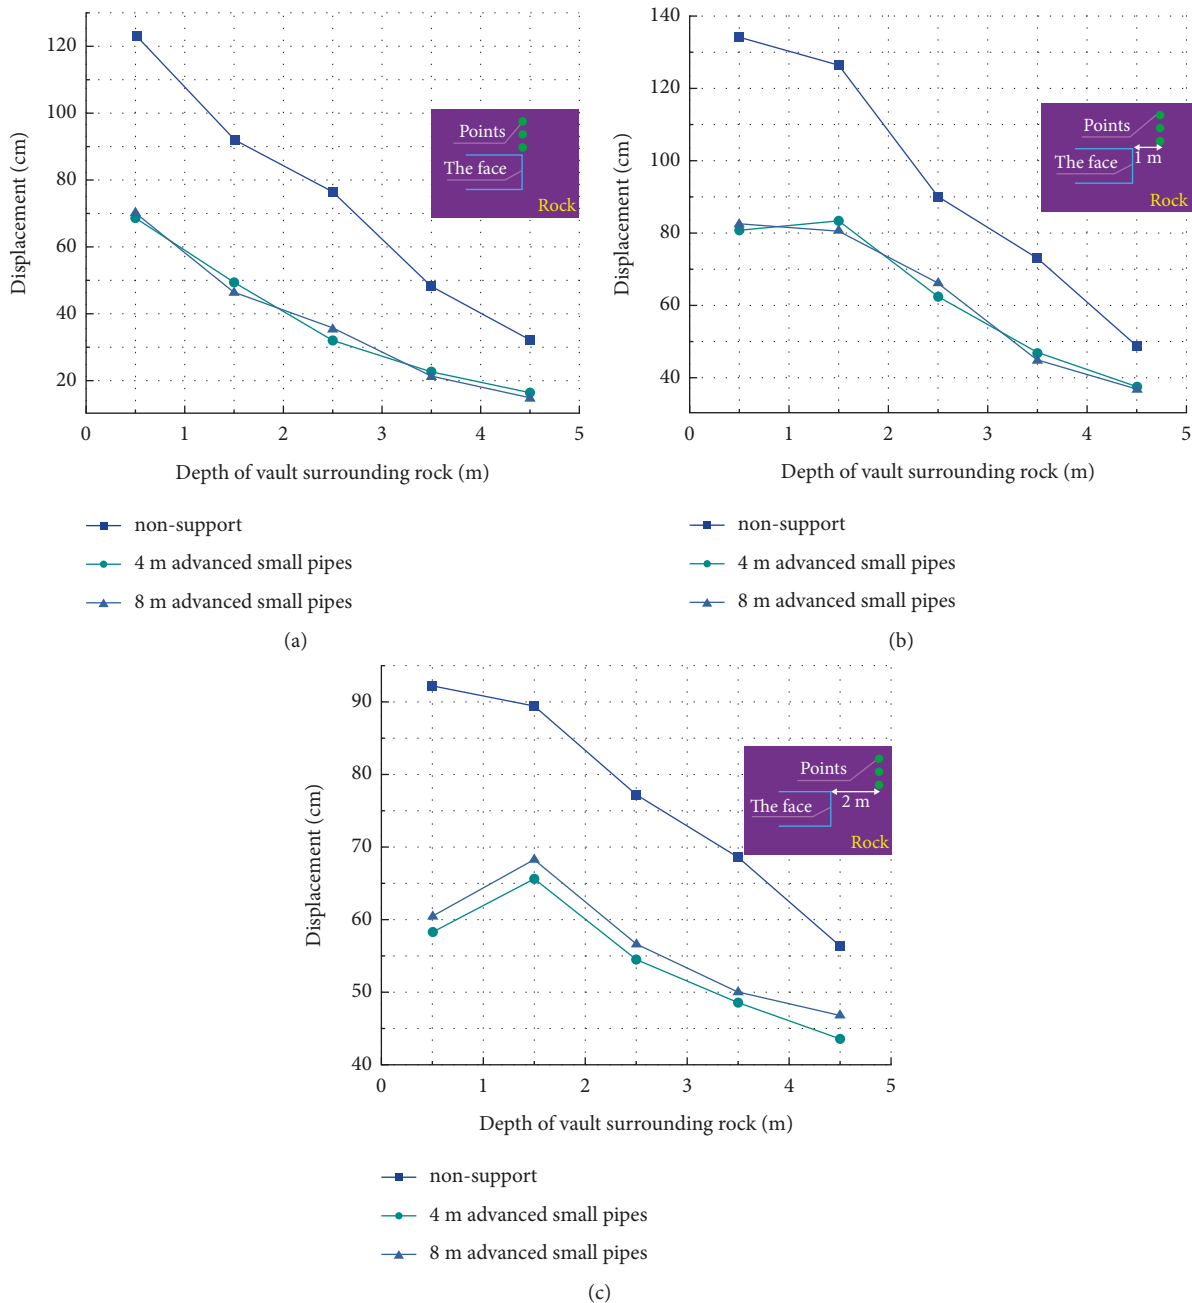 120
100
80
60
40
20
Displacement (cm)
Points
The face
Rock
0 1 2 3 4 5
Depth of vault surrounding rock (m)
non-support
4 m advanced small pipes
8 m advanced small pipes
(a)
140
120
100
80
60
40
Displacement (cm)
Points
The face
1 m
Rock
0 1 2 3 4 5
Depth of vault surrounding rock (m)
non-support
4 m advanced small pipes
8 m advanced small pipes
(b)
90
80
70
60
50
40
Displacement (cm)
Points
The face
2 m
Rock
0 1 2 3 4 5
Depth of vault surrounding rock (m)
non-support
4 m advanced small pipes
8 m advanced small pipes
(c)